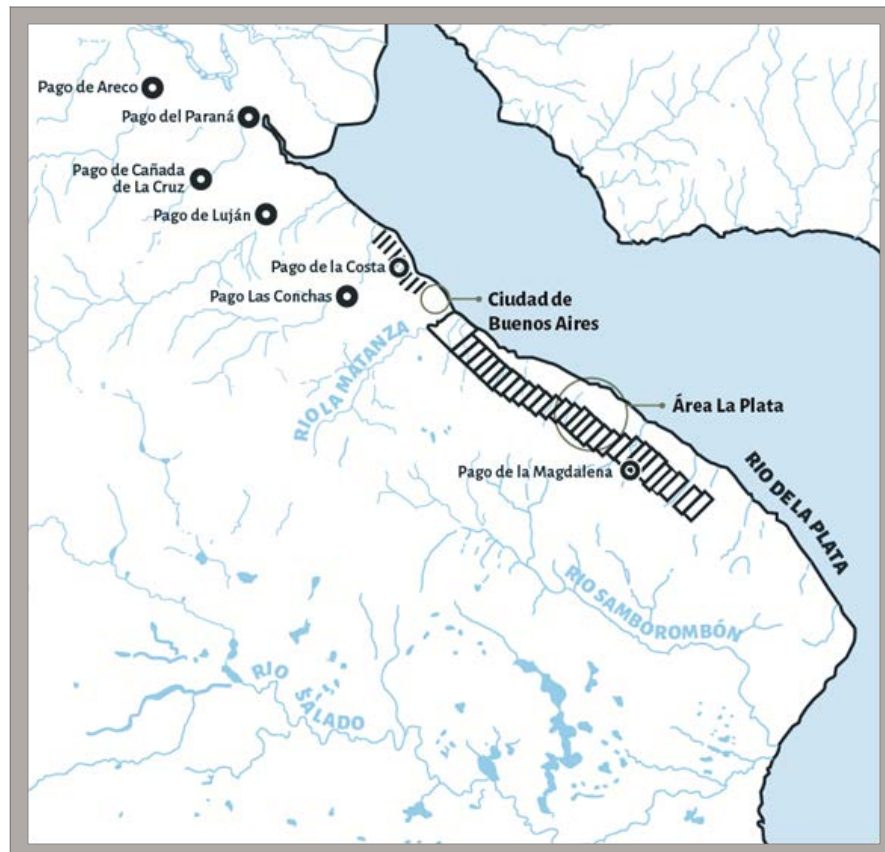 Pago de Areco
Pago del Paraná
Pago de Cañada
de La Cruz
Pago de Luján
Pago de la Costa
Pago Las Conchas
Ciudad de
Buenos Aires
RIO LA MATANZA
Área La Plata
Pago de la Magdalena
RIO DE LA PLATA
RIO SAMBOROMBÓN
RIO SALADO